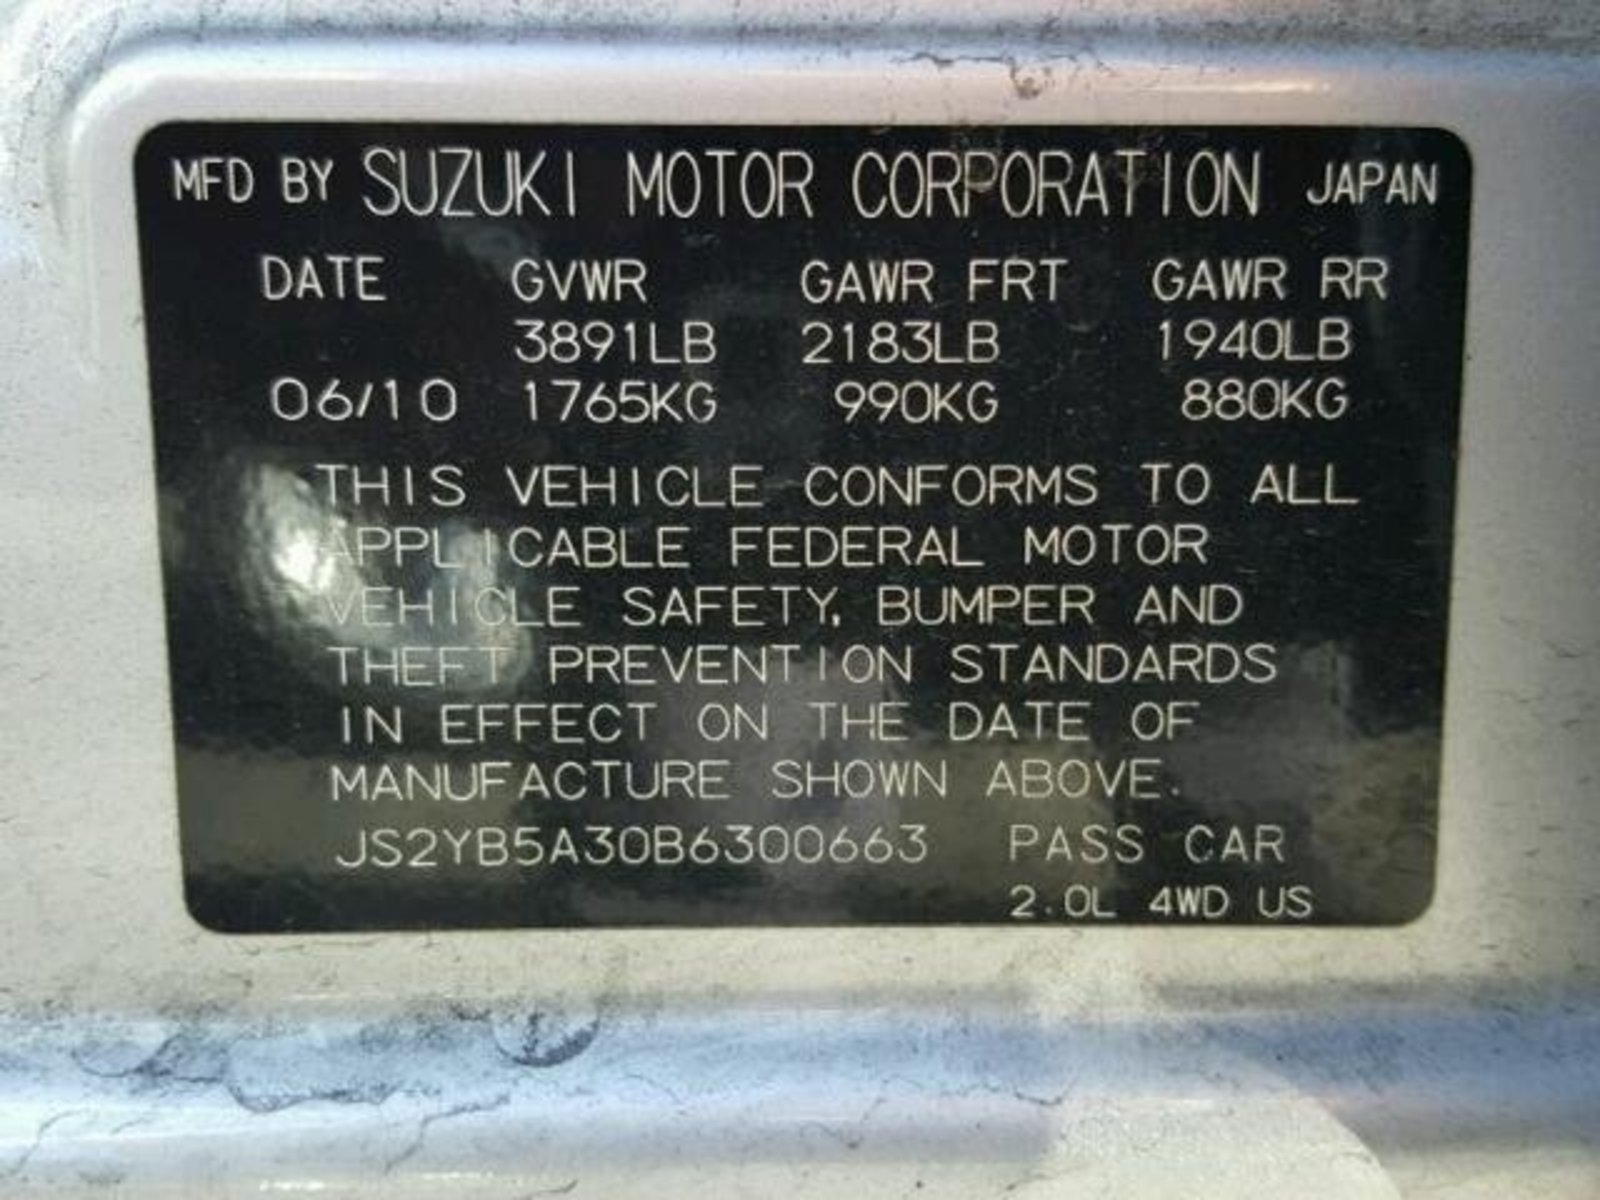 MFD BY SUZUKI MOTOR CORPORATION JAPAN
DATE GVWR GAWR FRT GAWR RR
3891LB 2183LB 1940LB
06/10 1765KG 990KG 880KG
THIS VEHICLE CONFORMS TO ALL
APPLICABLE FEDERAL MOTOR
VEHICLE SAFETY, BUMPER AND
THEFT PREVENTION STANDARDS
IN EFFECT ON THE DATE OF
MANUFACTURE SHOWN ABOVE.
JS2YB5A30B6300663 PASS CAR
2.0L 4WD US